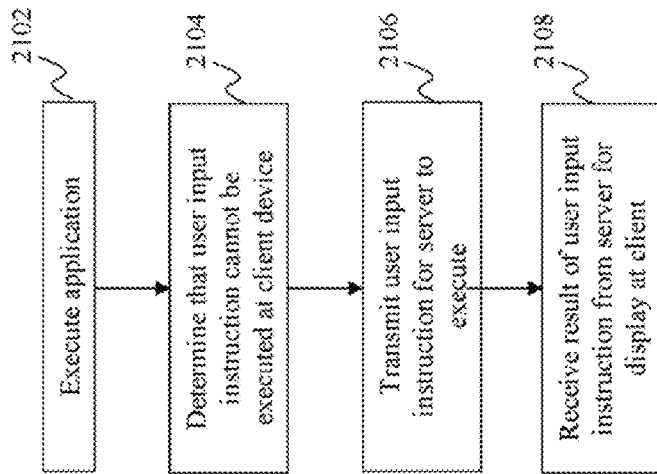 Execute application
2102
Determine that user input
instruction cannot be
executed at client device
2104
Transmit user input
instruction for server to
execute
2106
Receive result of user input
instruction from server for
display at client
2108